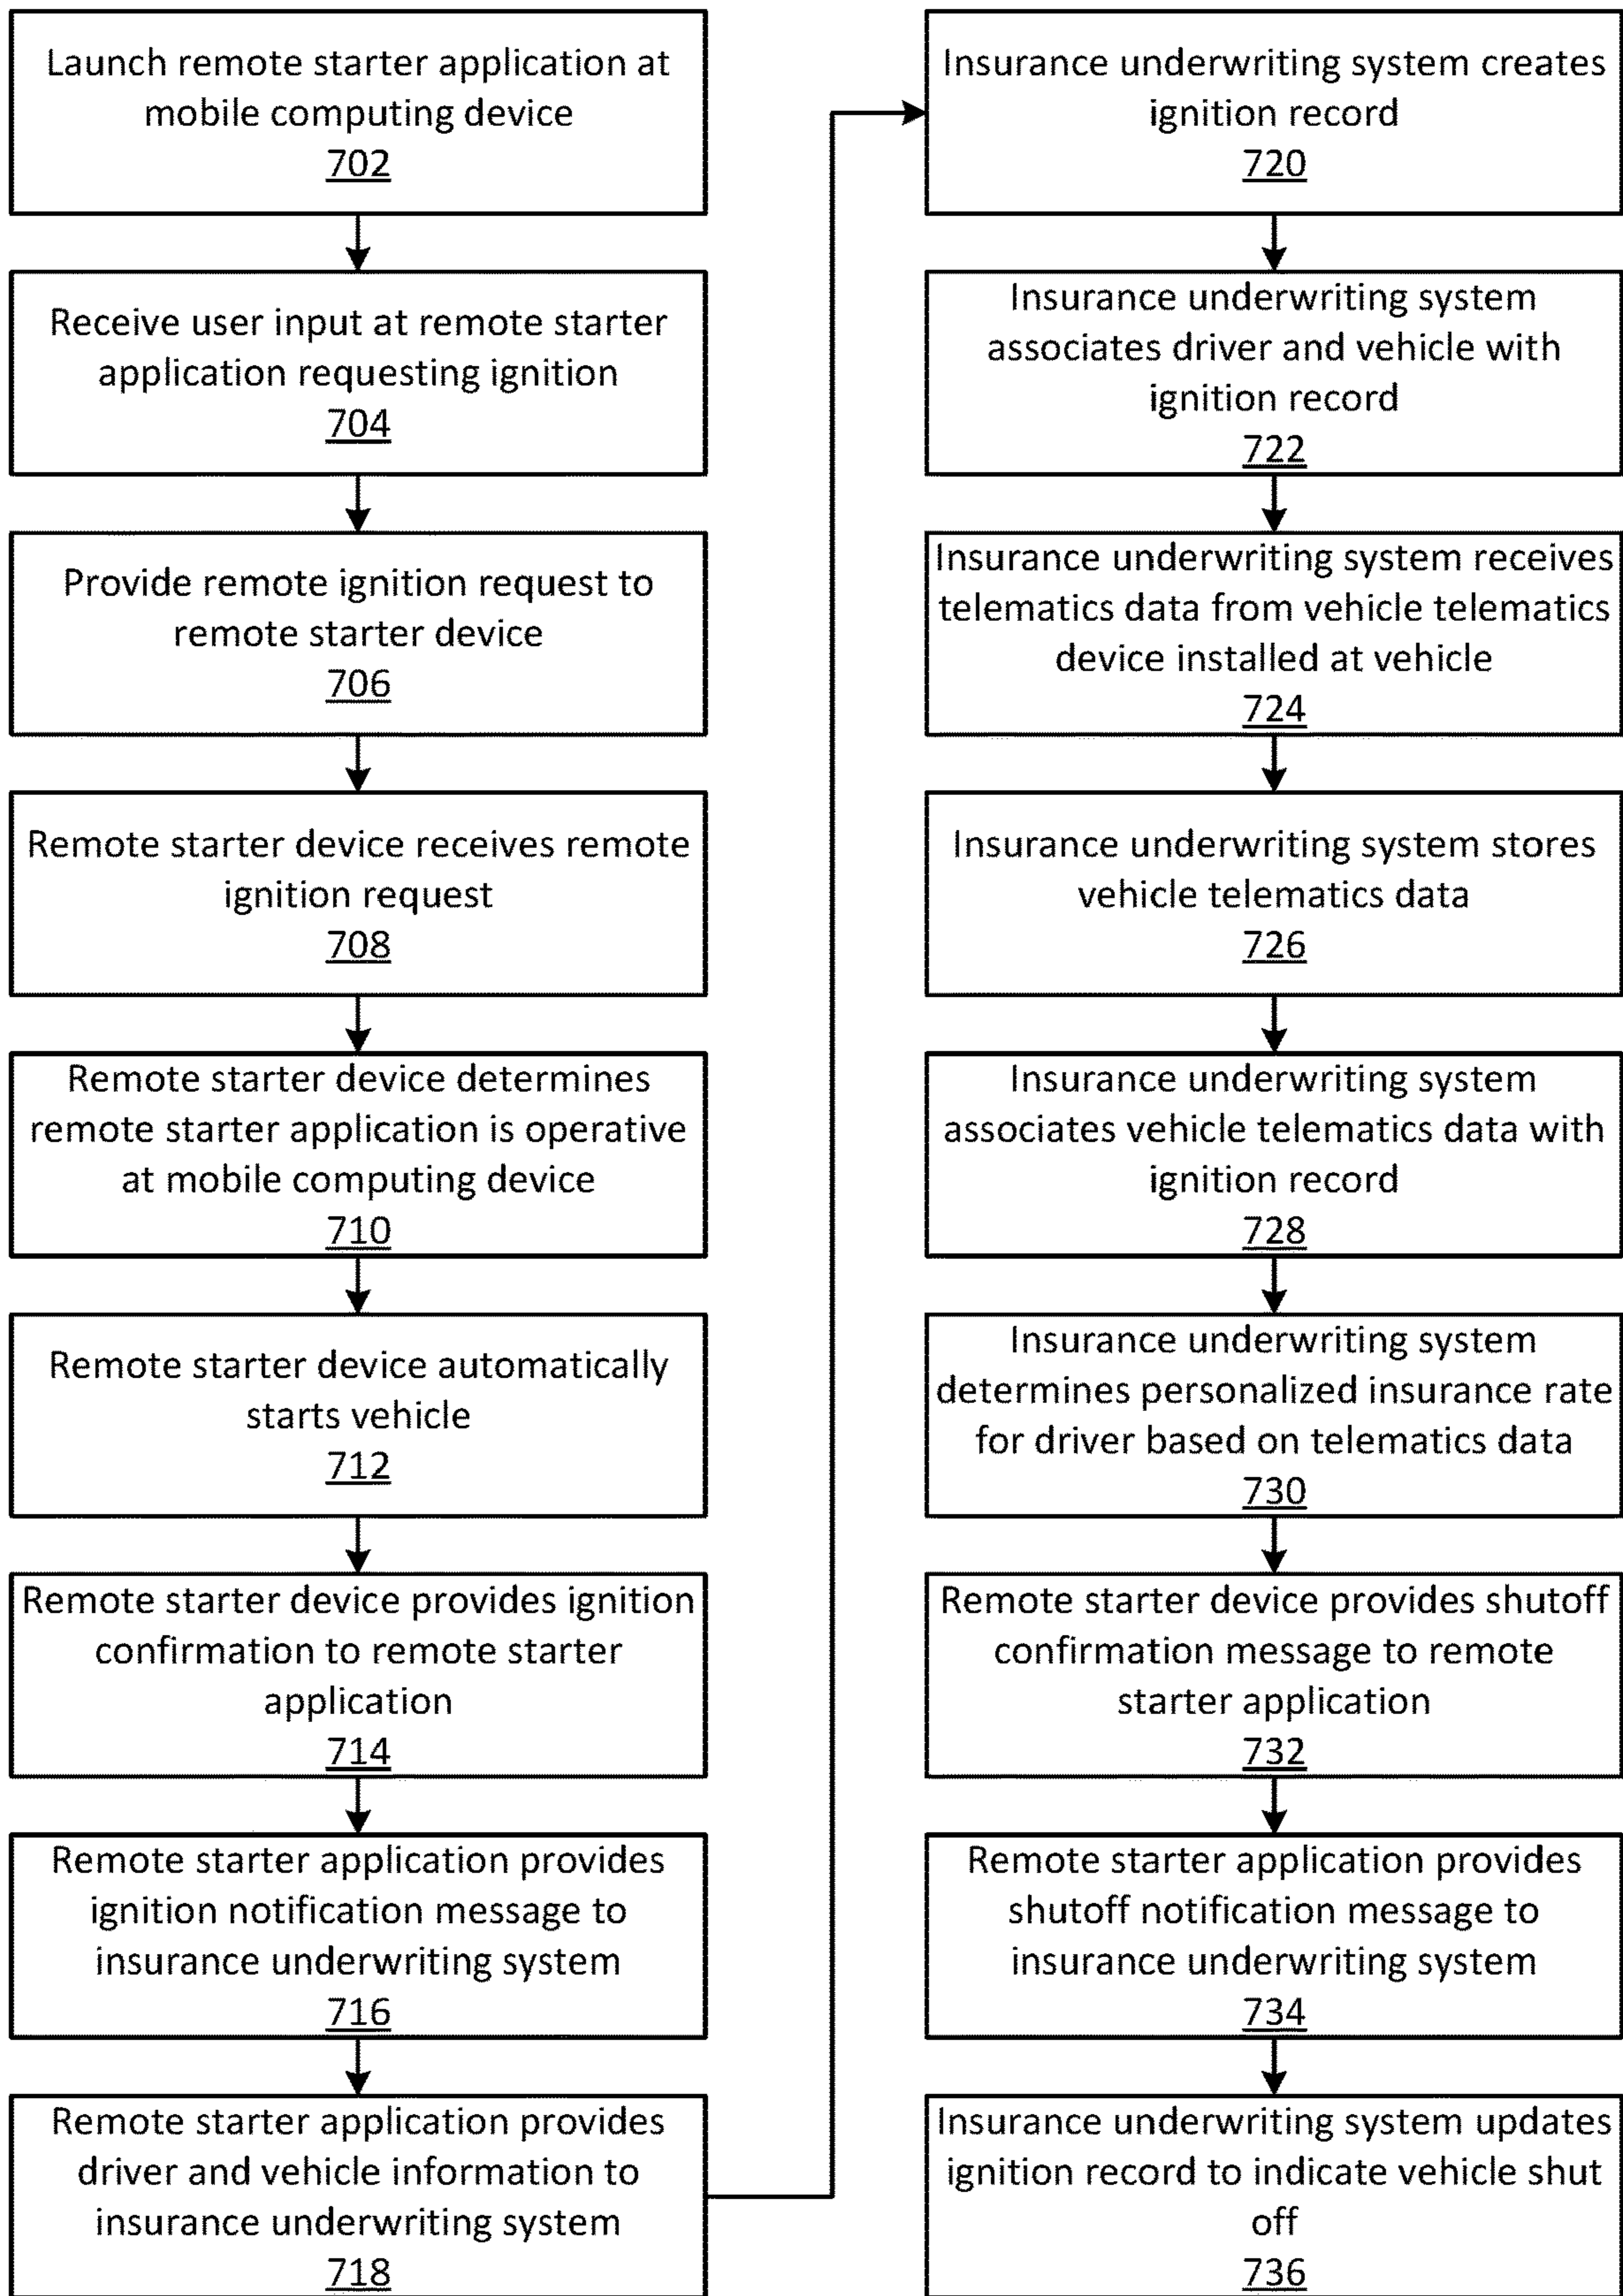 Launch remote starter application at
mobile computing device
702
Receive user input at remote starter
application requesting ignition
704
Provide remote ignition request to
remote starter device
706
Remote starter device receives remote
ignition request
708
Remote starter device determines
remote starter application is operative
at mobile computing device
710
Remote starter device automatically
starts vehicle
712
Remote starter device provides ignition
confirmation to remote starter
application
714
Remote starter application provides
ignition notification message to
insurance underwriting system
716
Remote starter application provides
driver and vehicle information to
insurance underwriting system
718
Insurance underwriting system creates
ignition record
720
Insurance underwriting system
associates driver and vehicle with
ignition record
722
Insurance underwriting system receives
telematics data from vehicle telematics
device installed at vehicle
724
Insurance underwriting system stores
vehicle telematics data
726
Insurance underwriting system
associates vehicle telematics data with
ignition record
728
Insurance underwriting system
determines personalized insurance rate
for driver based on telematics data
730
Remote starter device provides shutoff
confirmation message to remote
starter application
732
Remote starter application provides
shutoff notification message to
insurance underwriting system
734
Insurance underwriting system updates
ignition record to indicate vehicle shut
off
736